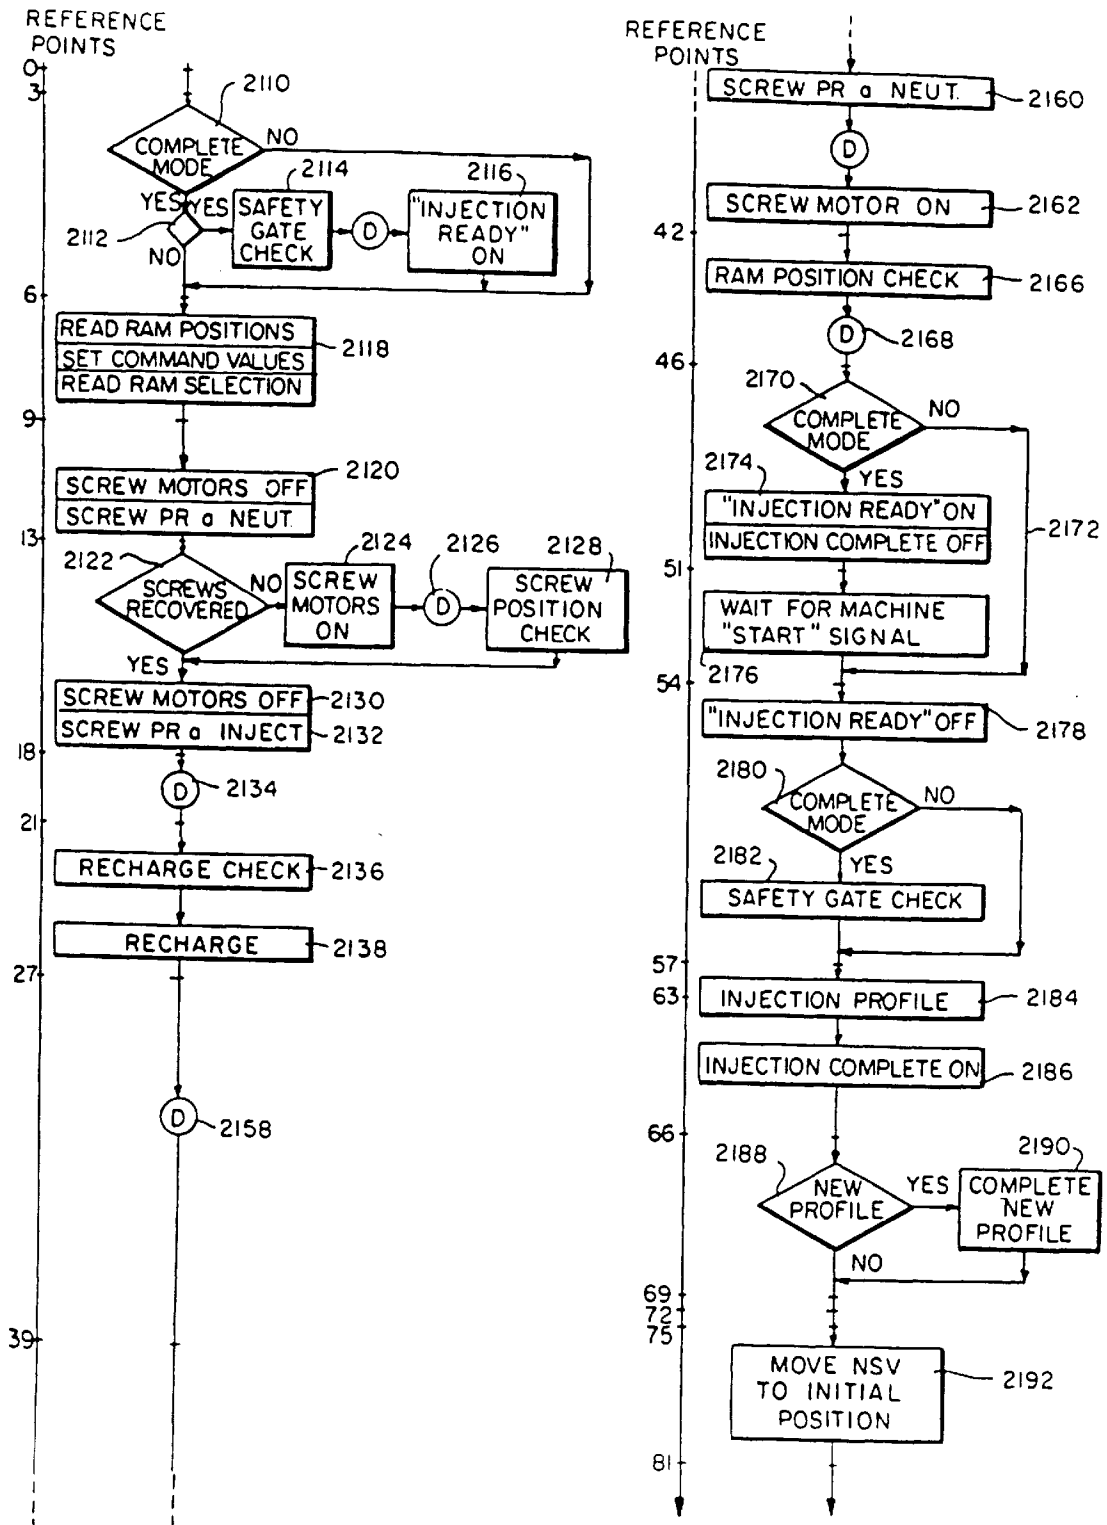 REFERENCE
POINTS
0
3
2110
COMPLETE
MODE
NO
YES
YES
2112
NO
2114
SAFETY
GATE
CHECK
D
2116
"INJECTION
READY"
ON
6
READ RAM POSITIONS
SET COMMAND VALUES
READ RAM SELECTION
2118
9
2120
SCREW MOTORS OFF
SCREW PR a NEUT.
13
2122
SCREWS
RECOVERED
NO
YES
2124
SCREW
MOTORS
ON
2126
D
2128
SCREW
POSITION
CHECK
SCREW MOTORS OFF
2130
SCREW PR a INJECT
2132
18
D
2134
21
RECHARGE CHECK
2136
RECHARGE
2138
27
D
2158
39
REFERENCE
POINTS
SCREW PR a NEUT.
2160
D
SCREW MOTOR ON
2162
42
RAM POSITION CHECK
2166
D
2168
46
2170
COMPLETE
MODE
NO
YES
2172
2174
"INJECTION READY" ON
INJECTION COMPLETE OFF
51
WAIT FOR MACHINE
"START" SIGNAL
2176
54
"INJECTION READY" OFF
2178
2180
COMPLETE
MODE
NO
YES
2182
SAFETY GATE CHECK
57
63
INJECTION PROFILE
2184
INJECTION COMPLETE ON
2186
66
2188
NEW
PROFILE
YES
NO
2190
COMPLETE
NEW
PROFILE
69
72
75
MOVE NSV
TO INITIAL
POSITION
2192
81